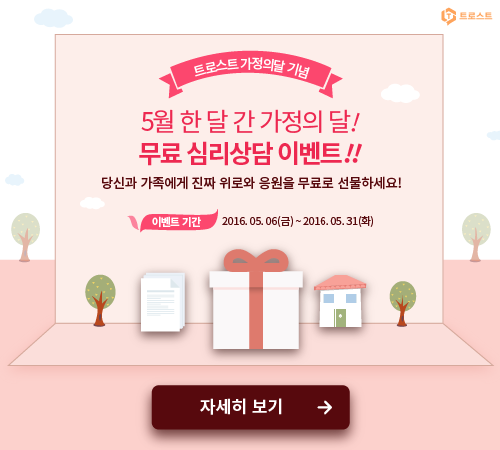 트로스트
트로스트 가정의달 기념
5월 한 달 간 가정의 달!
무료 심리상담 이벤트!!
당신과 가족에게 진짜 위로와 응원을 무료로 선물하세요!
이벤트 기간 2016. 05. 06(금) ~ 2016. 05. 31(화)
자세히 보기